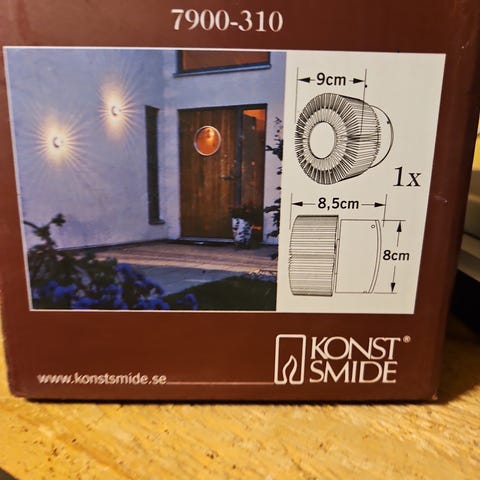 7900-310
9cm
1x
8,5cm
8cm
KONST®
SMIDE
www.konstsmide.se